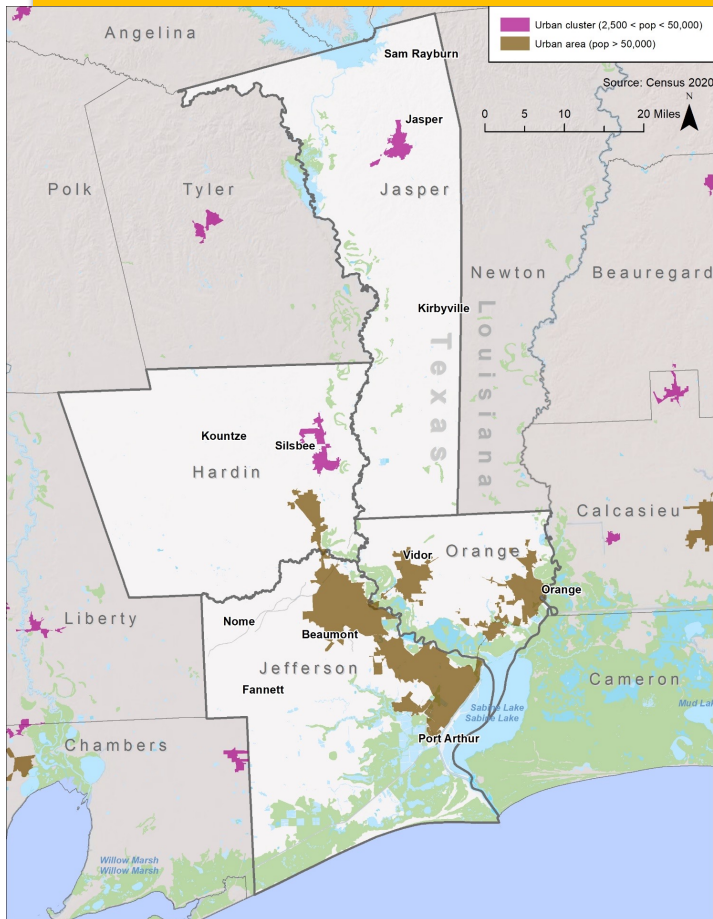 Urban cluster (2,500 < pop < 50,000)
Urban area (pop > 50,000)
Source: Census 2020
N
0 5 10 20 Miles
Angelina
Sam Rayburn
Jasper
Polk
Tyler
Jasper
Newton
Beauregard
Kirbyville
Texas
Louisiana
Kountze
Silsbee
Hardin
Calcasieu
Vidor
Orange
Orange
Liberty
Nome
Beaumont
Jefferson
Fannett
Cameron
Sabine Lake
Sabine Lake
Mud Lak
Port Arthur
Chambers
Willow Marsh
Willow Marsh